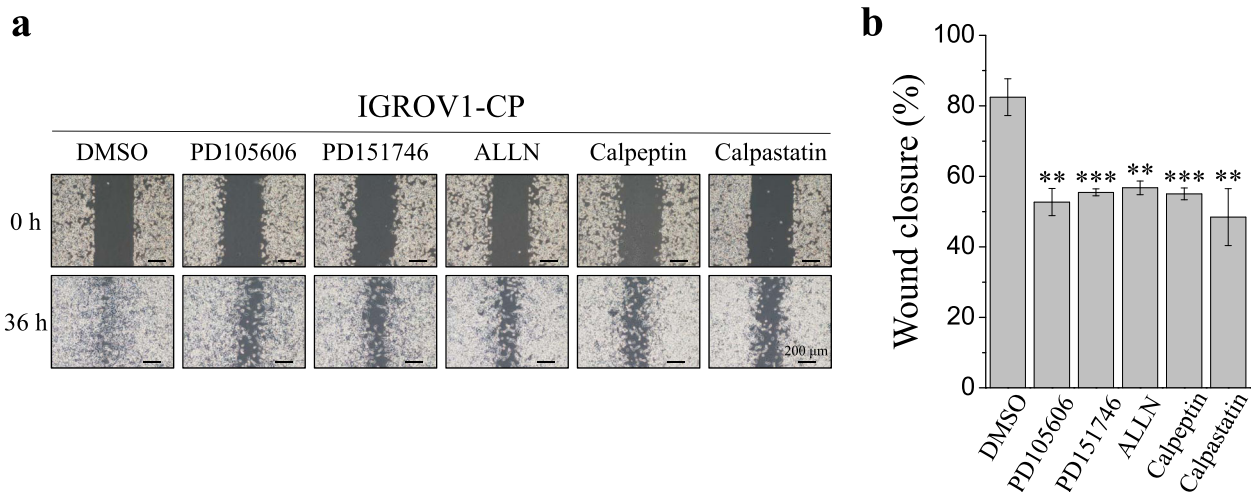 a
IGROV1-CP
DMSO PD105606 PD151746 ALLN Calpeptin Calpastatin
0 h
36 h
200 μm
b
Wound closure (%)
100
80
60
40
20
0
** *** ** *** **
DMSO PD105606 PD151746 ALLN Calpeptin Calpastatin